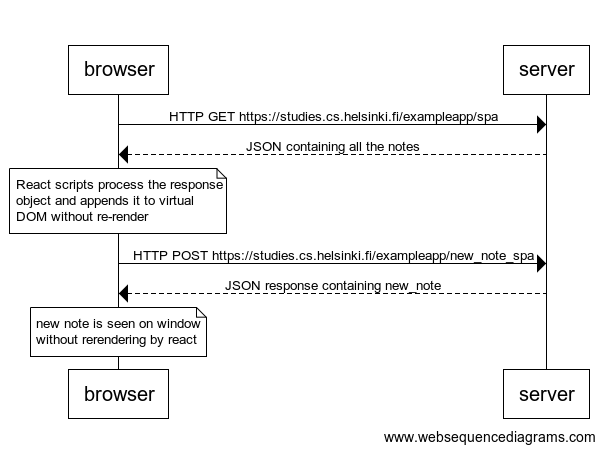 browser
server
HTTP GET https://studies.cs.helsinki.fi/exampleapp/spa
JSON containing all the notes
React scripts process the response
object and appends it to virtual
DOM without re-render
HTTP POST https://studies.cs.helsinki.fi/exampleapp/new_note_spa
JSON response containing new_note
new note is seen on window
without rerendering by react
browser
server
www.websequencediagrams.com